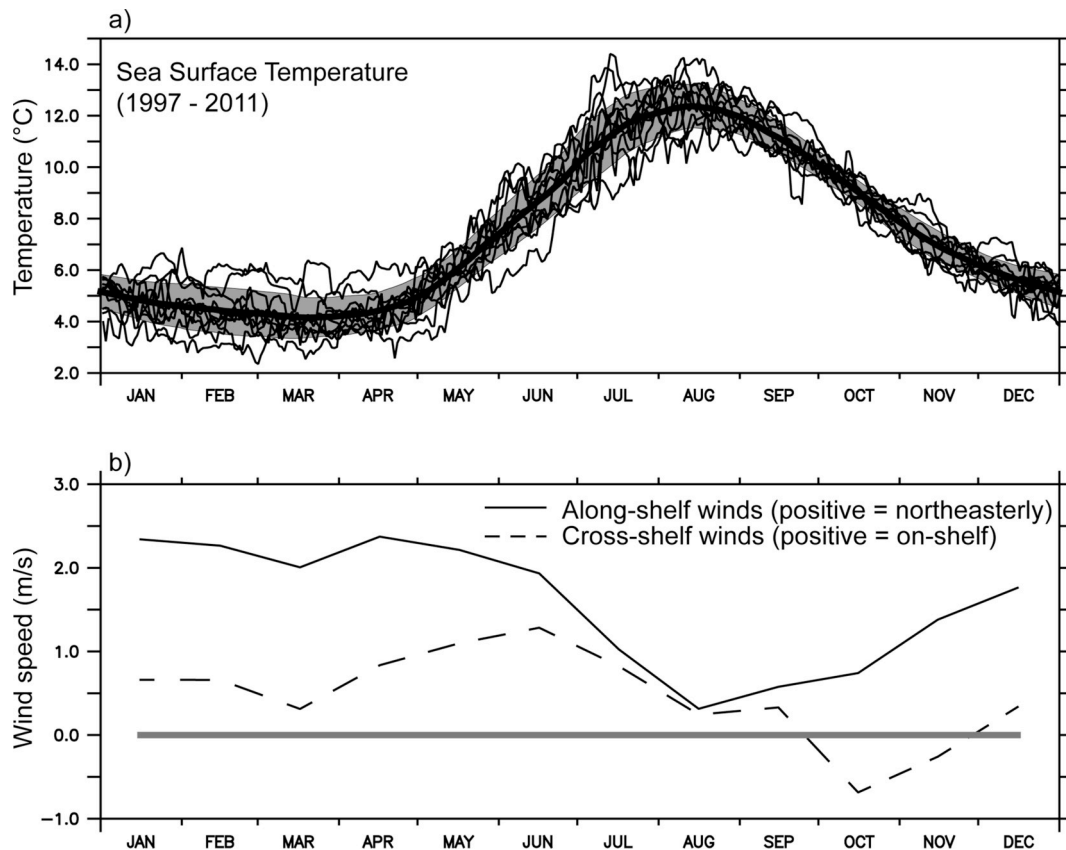 a)
Sea Surface Temperature
(1997 - 2011)
Temperature (°C)
14.0
12.0
10.0
8.0
6.0
4.0
2.0
JAN FEB MAR APR MAY JUN JUL AUG SEP OCT NOV DEC
b)
Along-shelf winds (positive = northeasterly)
Cross-shelf winds (positive = on-shelf)
Wind speed (m/s)
3.0
2.0
1.0
0.0
−1.0
JAN FEB MAR APR MAY JUN JUL AUG SEP OCT NOV DEC